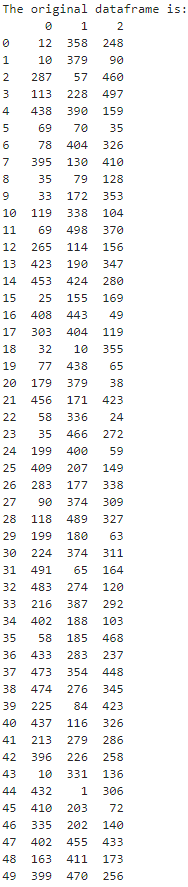 The original dataframe is:
0 1 2
0 12 358 248
1 10 379 90
2 287 57 460
3 113 228 497
4 438 390 159
5 69 70 35
6 78 404 326
7 395 130 410
8 35 79 128
9 33 172 353
10 119 338 104
11 69 498 370
12 265 114 156
13 423 190 347
14 453 424 280
15 25 155 169
16 408 443 49
17 303 404 119
18 32 10 355
19 77 438 65
20 179 379 38
21 456 171 423
22 58 336 24
23 35 466 272
24 199 400 59
25 409 207 149
26 283 177 338
27 90 374 309
28 118 489 327
29 199 180 63
30 224 374 311
31 491 65 164
32 483 274 120
33 216 387 292
34 402 188 103
35 58 185 468
36 433 283 237
37 473 354 448
38 474 276 345
39 225 84 423
40 437 116 326
41 213 279 286
42 396 226 258
43 10 331 136
44 432 1 306
45 410 203 72
46 335 202 140
47 402 455 433
48 163 411 173
49 399 470 256